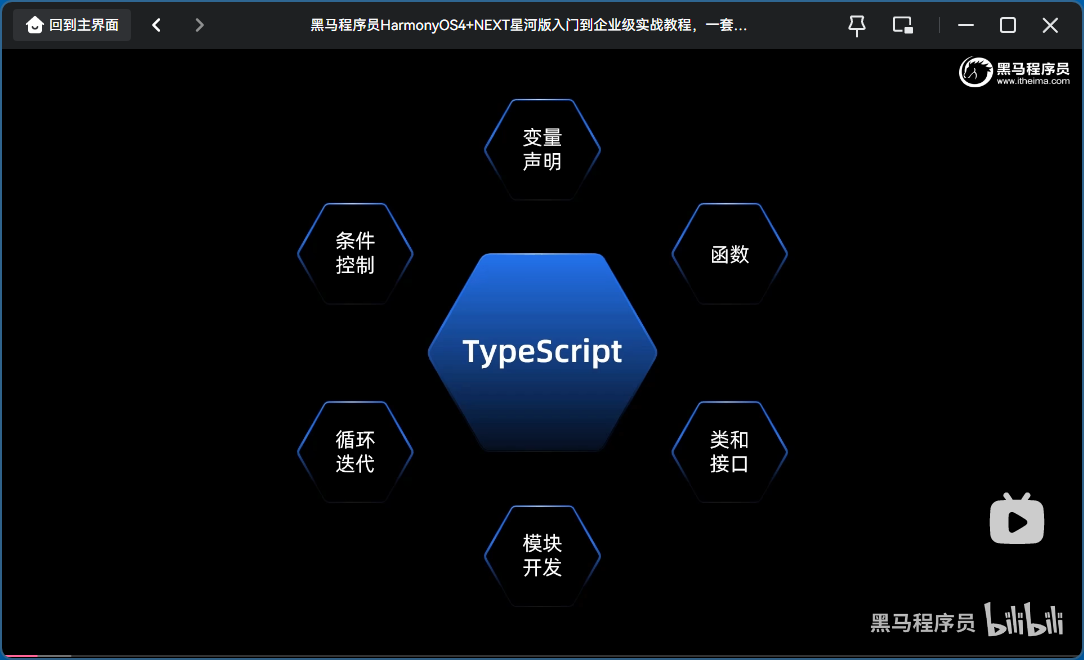 回到主界面
黑马程序员HarmonyOS4+NEXT星河版入门到企业级实战教程，一套…
黑马程序员
www.itheima.com
变量
声明
条件
控制
函数
TypeScript
循环
迭代
类和
接口
模块
开发
黑马程序员 bilibili